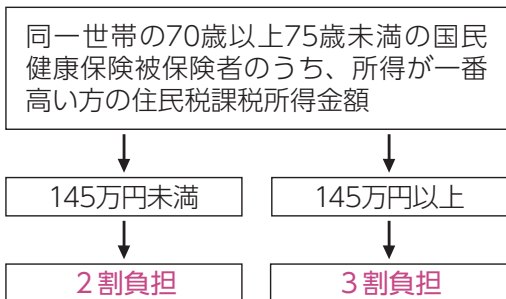 同一世帯の70歳以上75歳未満の国民
健康保険被保険者のうち、所得が一番
高い方の住民税課税所得金額
145万円未満
145万円以上
2割負担
3割負担